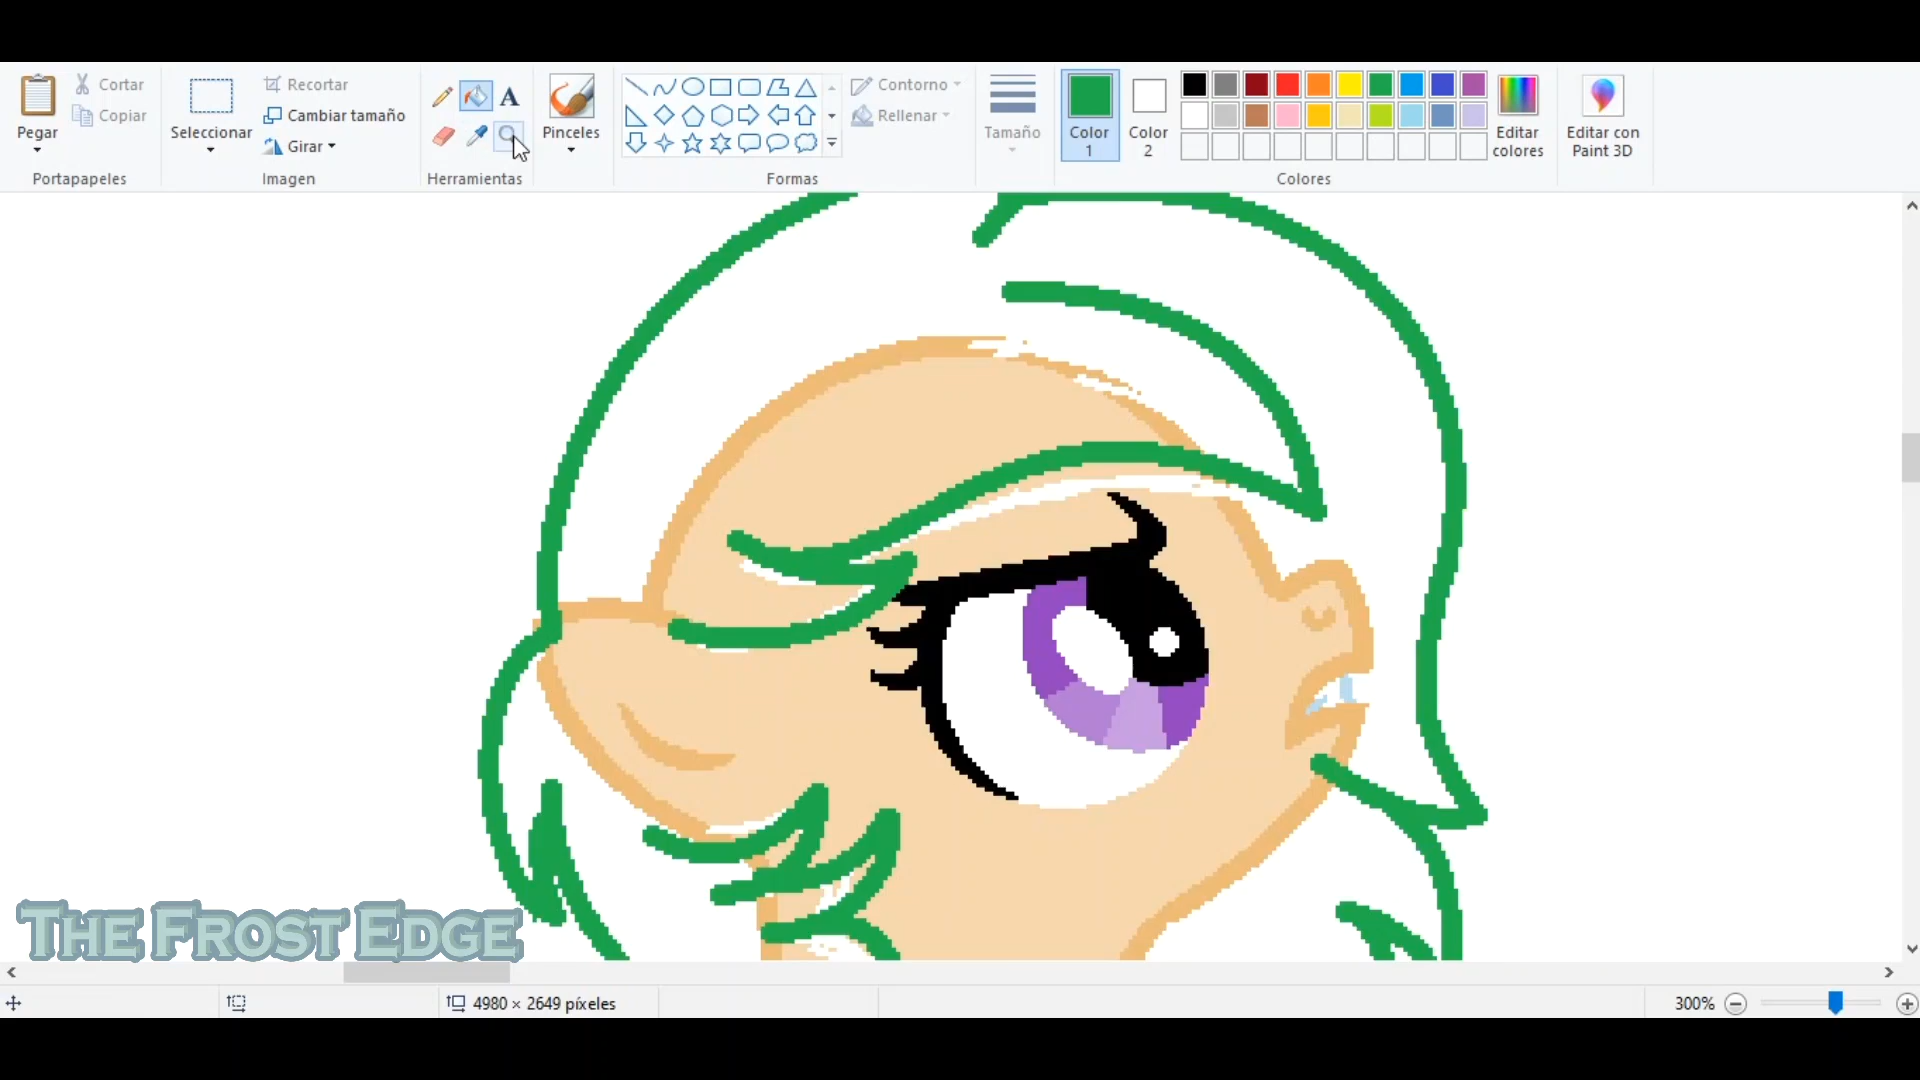 Pegar
Cortar
Copiar
Portapapeles
Seleccionar
Recortar
Cambiar tamaño
Girar
Imagen
A
Herramientas
Pinceles
Formas
Contorno
Rellenar
Tamaño
Color
1
Color
2
Colores
Editar
colores
Editar con
Paint 3D
THE FROST EDGE
4980 × 2649 píxeles
300%